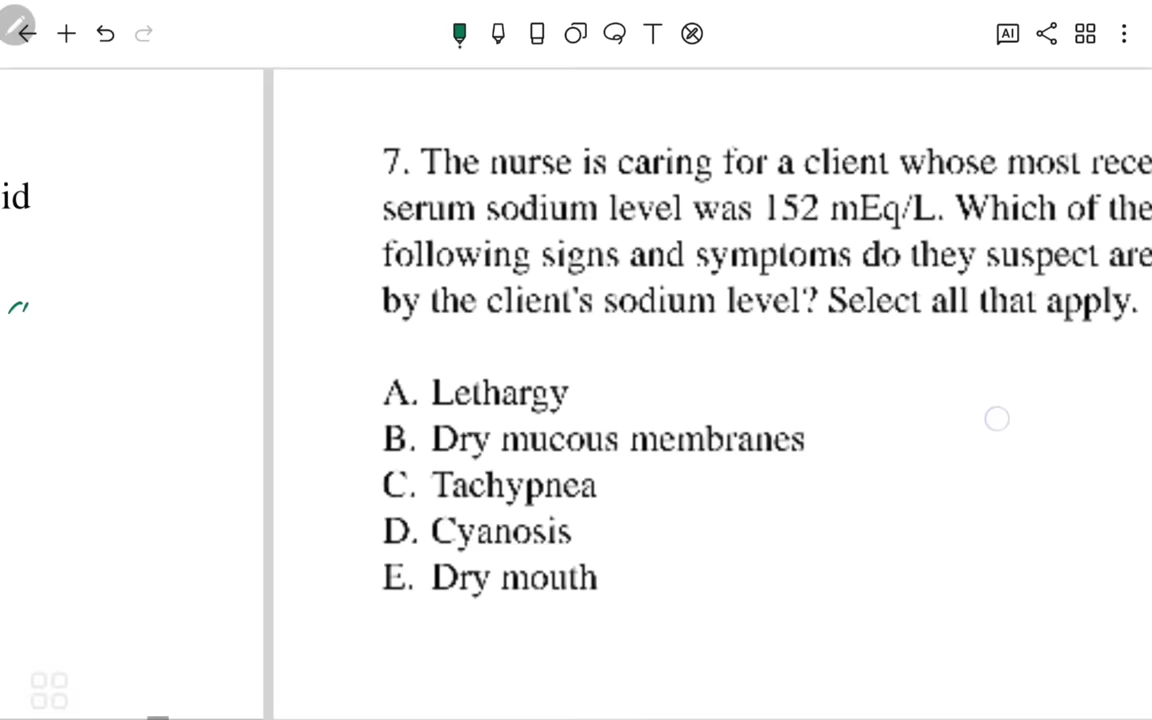 AI
id
7. The nurse is caring for a client whose most rece
serum sodium level was 152 mEq/L. Which of the
following signs and symptoms do they suspect are
by the client's sodium level? Select all that apply.
A. Lethargy
B. Dry mucous membranes
C. Tachypnea
D. Cyanosis
E. Dry mouth